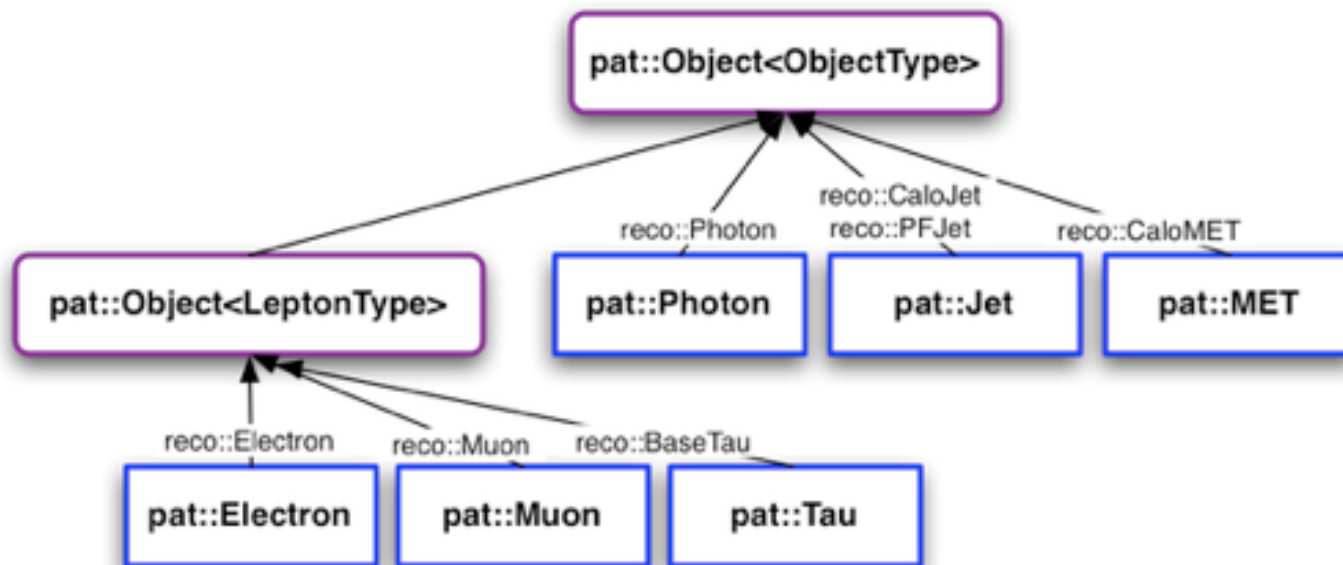 pat::Object<ObjectType>
reco::CaloJet
reco::Photon
reco::PFJet
reco::CaloMET
pat::Object<LeptonType>
pat::Photon
pat::Jet
pat::MET
reco::Electron
reco::Muon
reco::BaseTau
pat::Electron
pat::Muon
pat::Tau